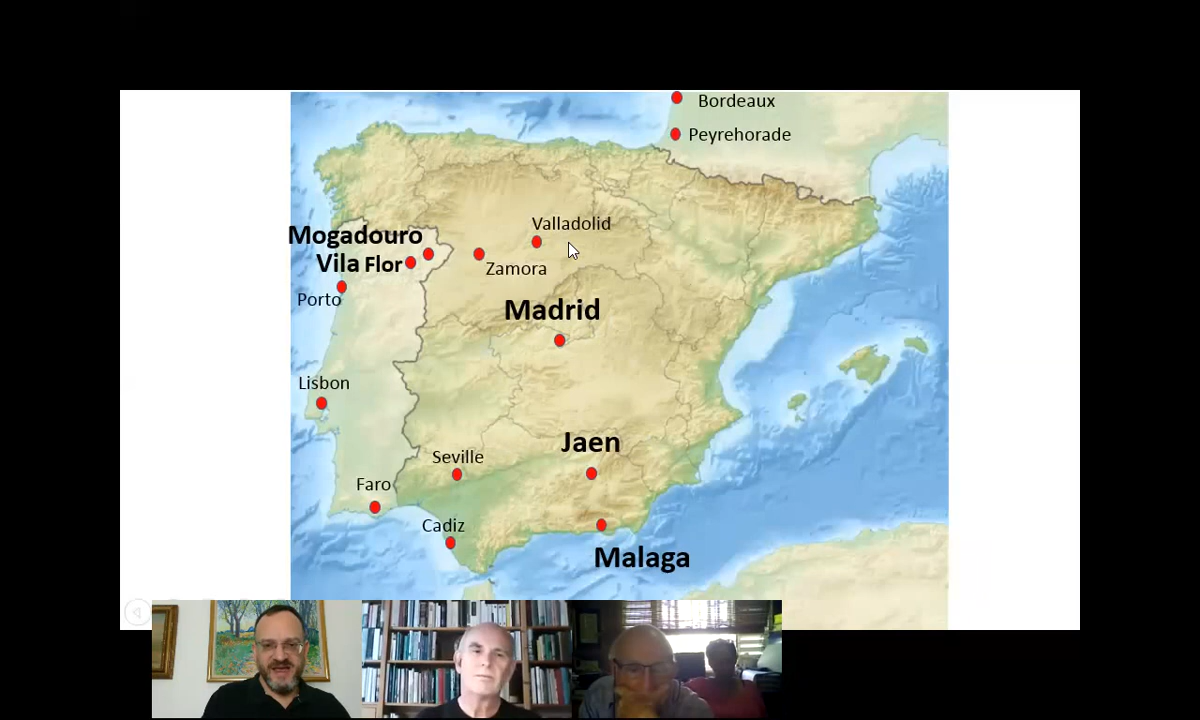 Bordeaux
Peyrehorade
Valladolid
Mogadouro
Vila Flor
Zamora
Porto
Madrid
Lisbon
Jaen
Seville
Faro
Cadiz
Malaga